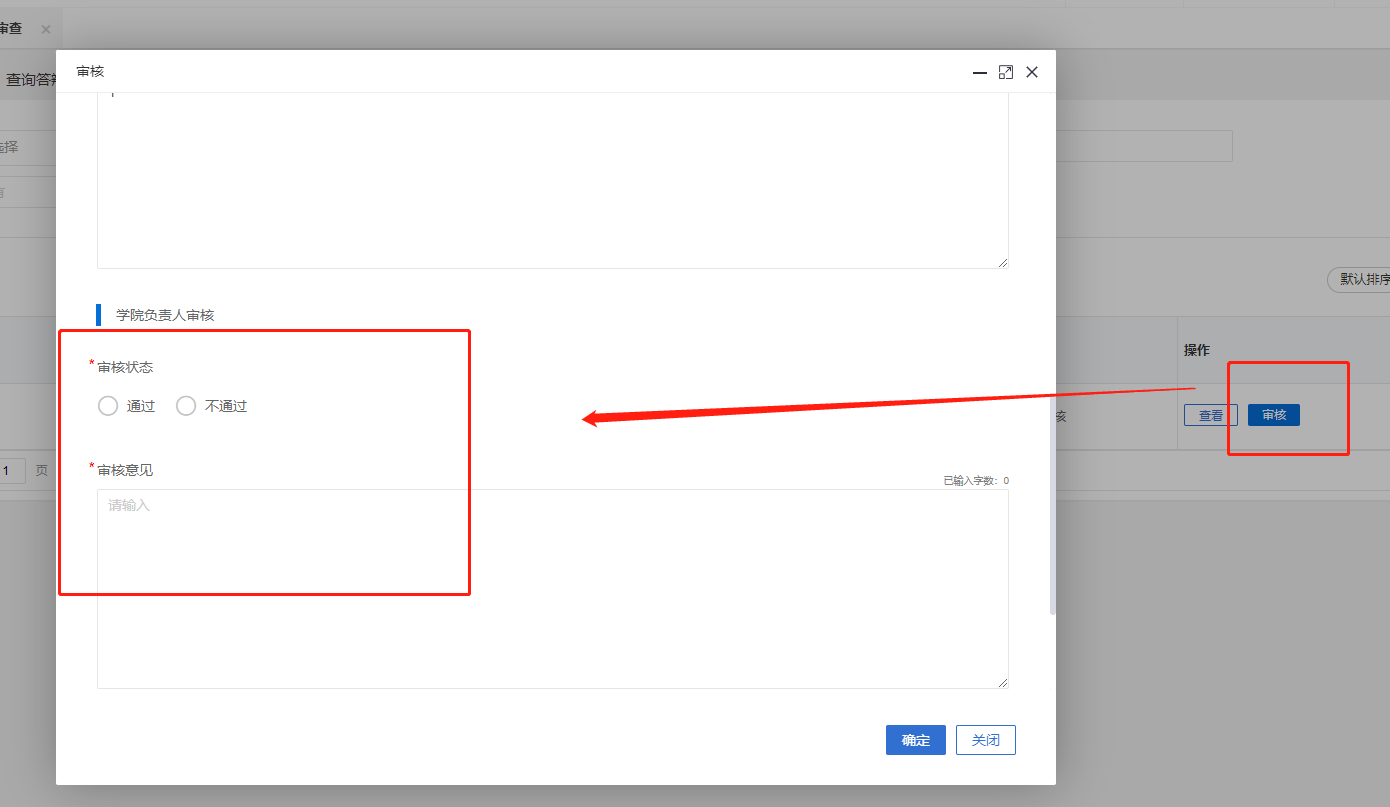 审查
查询答
审核
选择
默认排序
学院负责人审核
*审核状态
通过 不通过
操作
查看 审核
核
1 页
*审核意见
已输入字数：0
请输入
确定 关闭